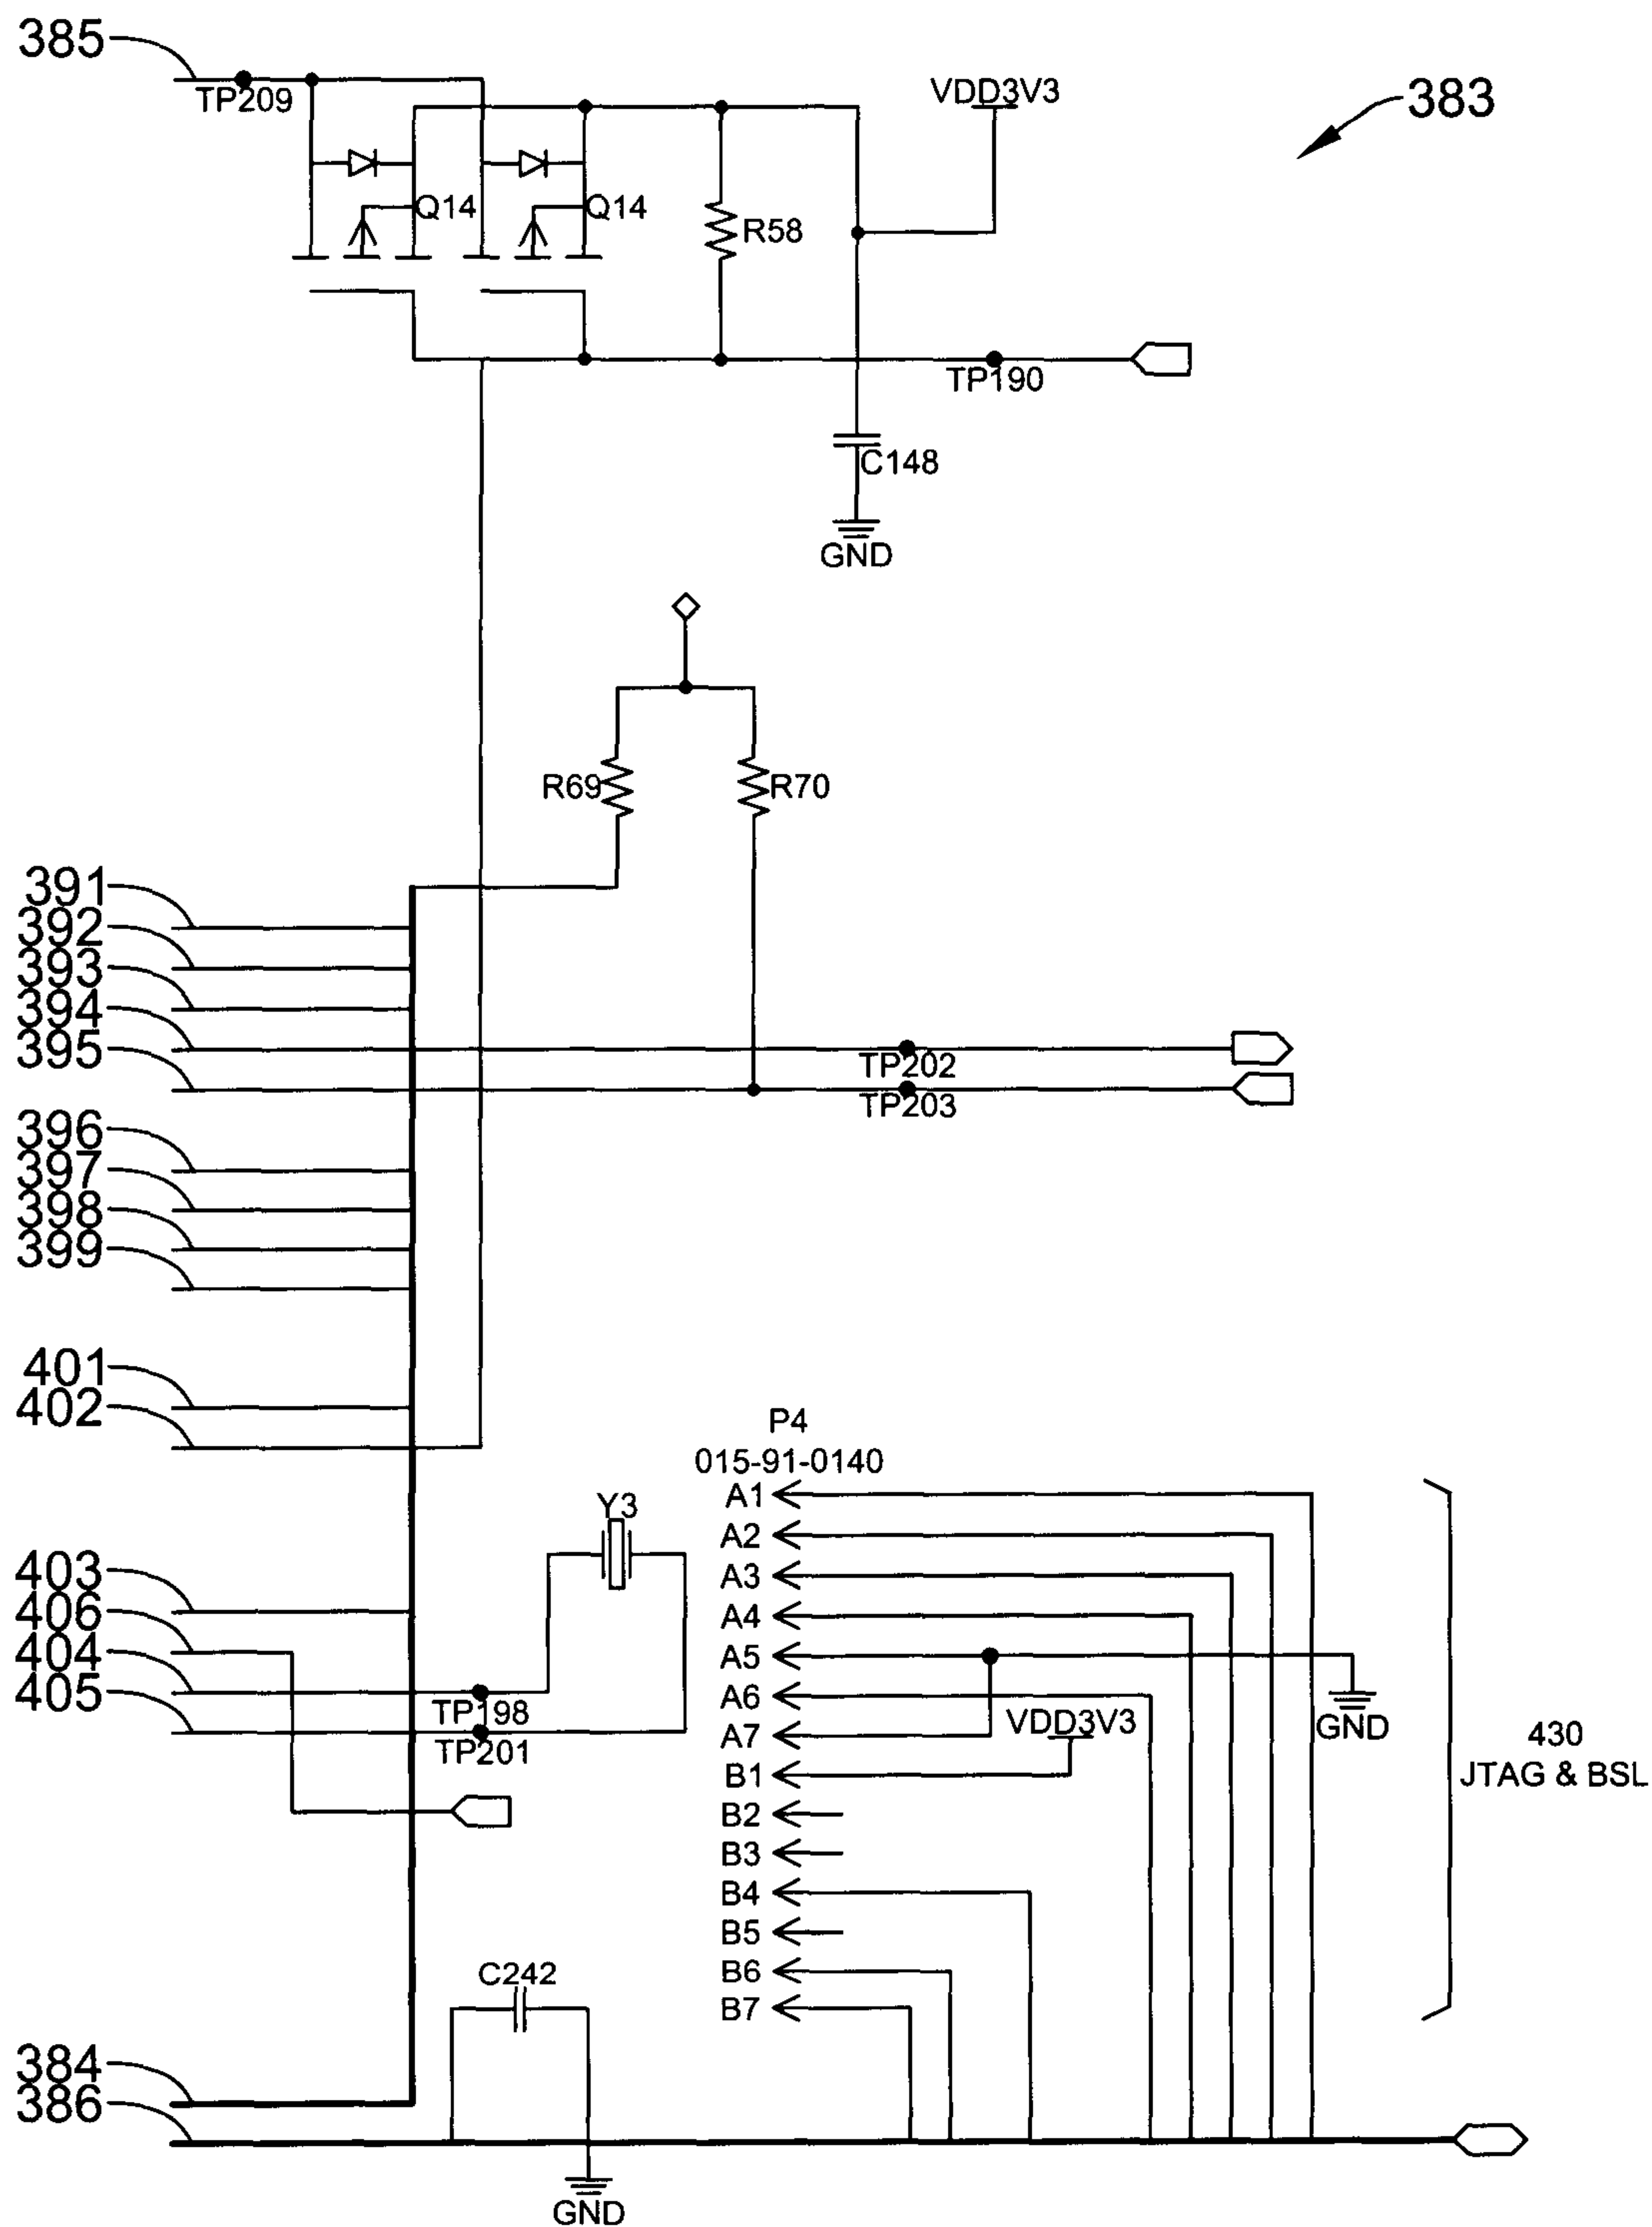 385
TP209
VDD3V3
383
Q14
Q14
R58
TP190
C148
GND
R69
R70
391
392
393
394
395
TP202
TP203
396
397
398
399
401
402
P4
015-91-0140
A1
Y3
A2
403
A3
406
A4
404
A5
405
A6
TP198
VDD3V3
GND
A7
430
TP201
B1
JTAG & BSL
B2
B3
B4
B5
C242
B6
B7
384
386
GND